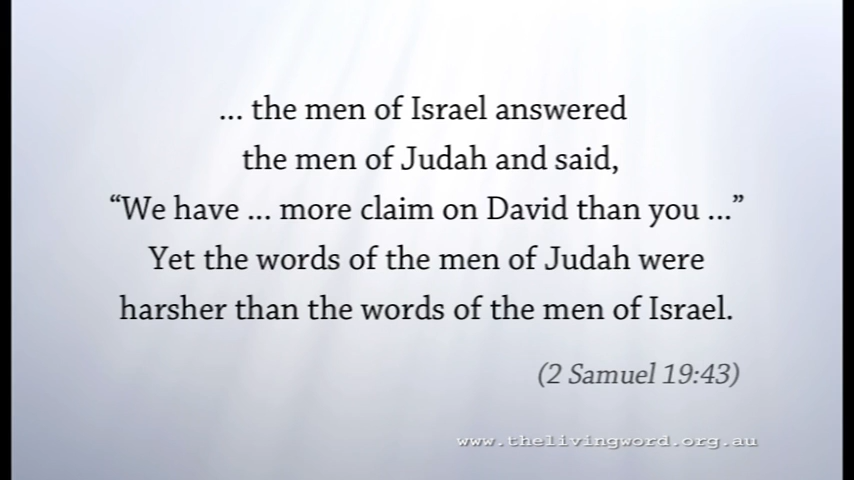 ... the men of Israel answered
the men of Judah and said,
“We have ... more claim on David than you ...”
Yet the words of the men of Judah were
harsher than the words of the men of Israel.
(2 Samuel 19:43)
www.thelivingword.org.au